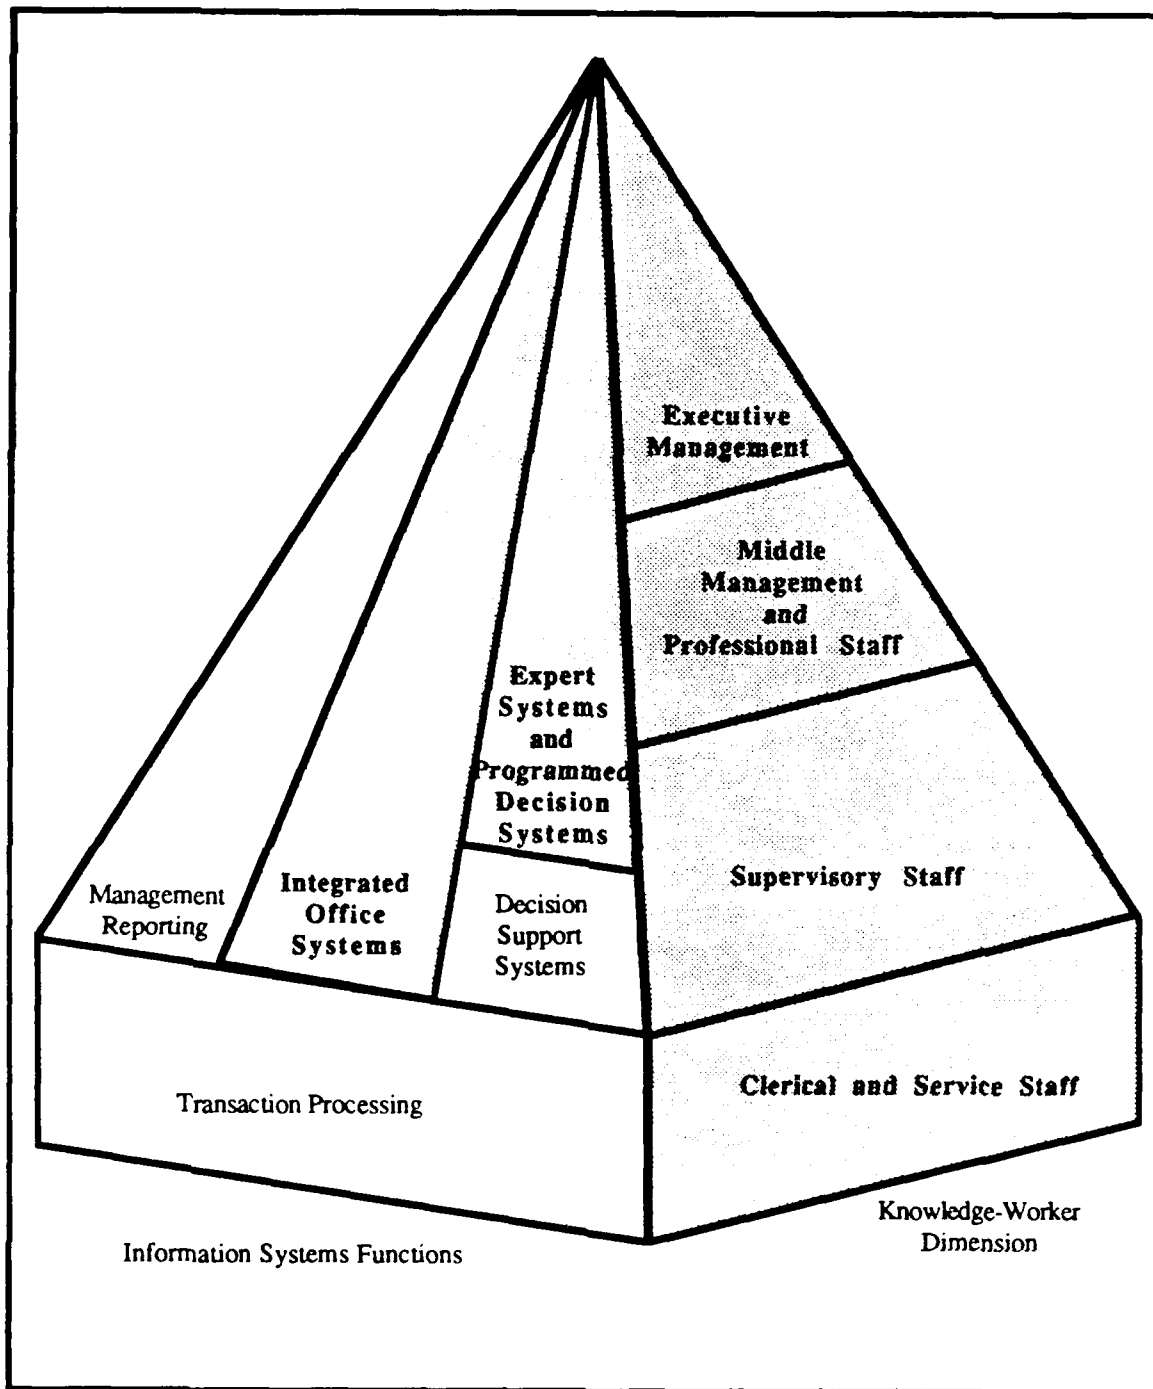 Executive
Management
Middle
Management
and
Professional Staff
Expert
Systems
and
Programmed
Decision
Systems
Supervisory Staff
Management
Reporting
Integrated
Office
Systems
Decision
Support
Systems
Transaction Processing
Clerical and Service Staff
Information Systems Functions
Knowledge-Worker
Dimension